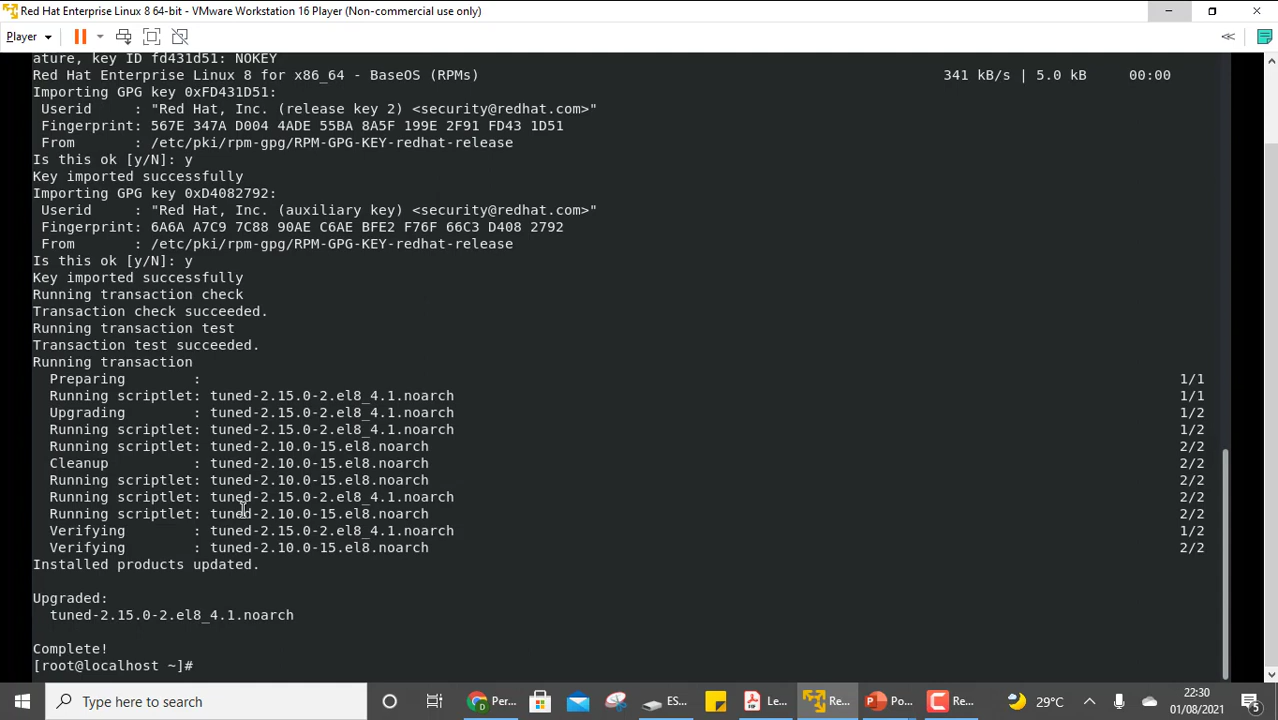 Red Hat Enterprise Linux 8 64-bit - VMware Workstation 16 Player (Non-commercial use only)
Player
ature, key ID fd431d51: NOKEY
Red Hat Enterprise Linux 8 for x86_64 - BaseOS (RPMs) 341 kB/s | 5.0 kB 00:00
Importing GPG key 0xFD431D51:
Userid : "Red Hat, Inc. (release key 2) <security@redhat.com>"
Fingerprint: 567E 347A D004 4ADE 55BA 8A5F 199E 2F91 FD43 1D51
From : /etc/pki/rpm-gpg/RPM-GPG-KEY-redhat-release
Is this ok [y/N]: y
Key imported successfully
Importing GPG key 0xD4082792:
Userid : "Red Hat, Inc. (auxiliary key) <security@redhat.com>"
Fingerprint: 6A6A A7C9 7C88 90AE C6AE BFE2 F76F 66C3 D408 2792
From : /etc/pki/rpm-gpg/RPM-GPG-KEY-redhat-release
Is this ok [y/N]: y
Key imported successfully
Running transaction check
Transaction check succeeded.
Running transaction test
Transaction test succeeded.
Running transaction
Preparing : 1/1
Running scriptlet: tuned-2.15.0-2.el8_4.1.noarch 1/1
Upgrading : tuned-2.15.0-2.el8_4.1.noarch 1/2
Running scriptlet: tuned-2.15.0-2.el8_4.1.noarch 1/2
Running scriptlet: tuned-2.10.0-15.el8.noarch 2/2
Cleanup : tuned-2.10.0-15.el8.noarch 2/2
Running scriptlet: tuned-2.10.0-15.el8.noarch 2/2
Running scriptlet: tuned-2.15.0-2.el8_4.1.noarch 2/2
Running scriptlet: tuned-2.10.0-15.el8.noarch 2/2
Verifying : tuned-2.15.0-2.el8_4.1.noarch 1/2
Verifying : tuned-2.10.0-15.el8.noarch 2/2
Installed products updated.
Upgraded:
tuned-2.15.0-2.el8_4.1.noarch
Complete!
[root@localhost ~]#
Type here to search Per... ES... Le... Re... Po... Re... 29°C 22:30
01/08/2021 5